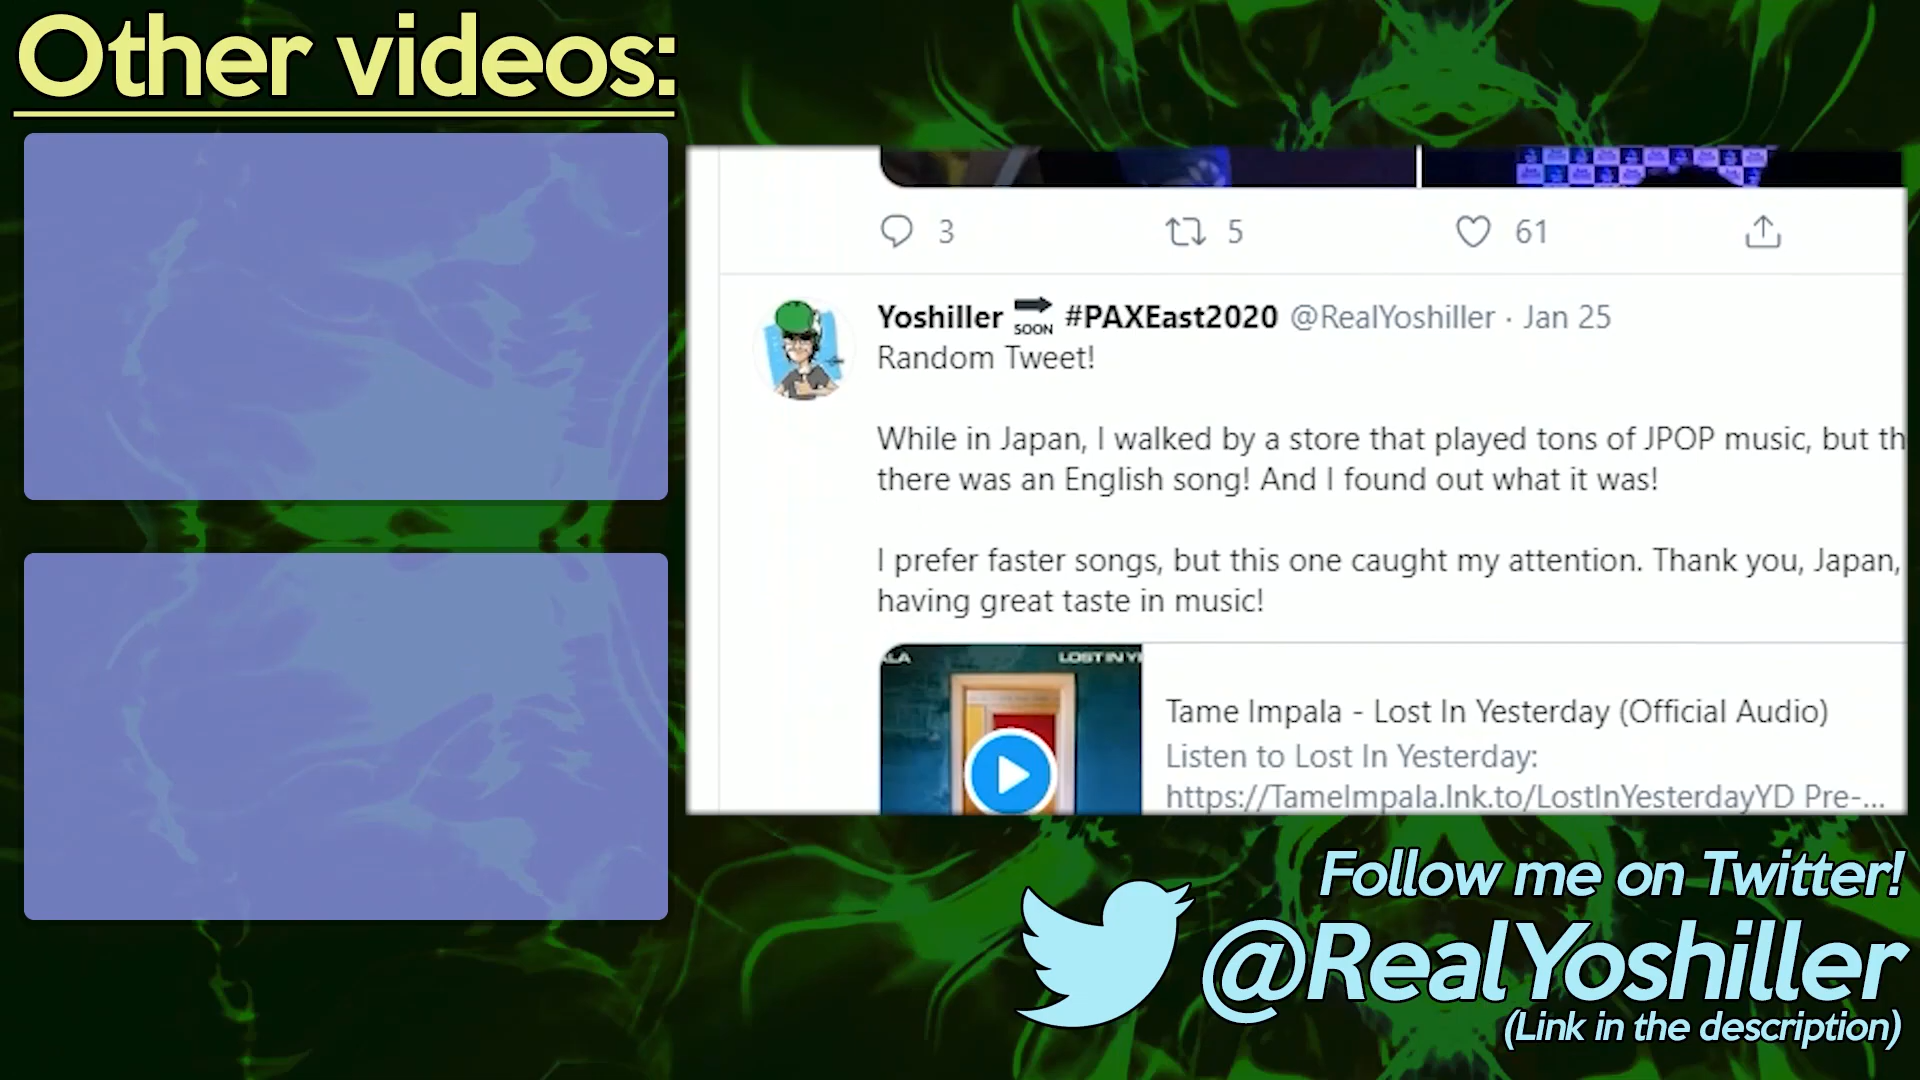 Other videos:
3 5 61
Yoshiller SOON #PAXEast2020 @RealYoshiller · Jan 25
Random Tweet!
While in Japan, I walked by a store that played tons of JPOP music, but th
there was an English song! And I found out what it was!
I prefer faster songs, but this one caught my attention. Thank you, Japan,
having great taste in music!
ALA LOST IN YE
Tame Impala - Lost In Yesterday (Official Audio)
Listen to Lost In Yesterday:
https://TameImpala.lnk.to/LostInYesterdayYD Pre-...
Follow me on Twitter!
@RealYoshiller
(Link in the description)